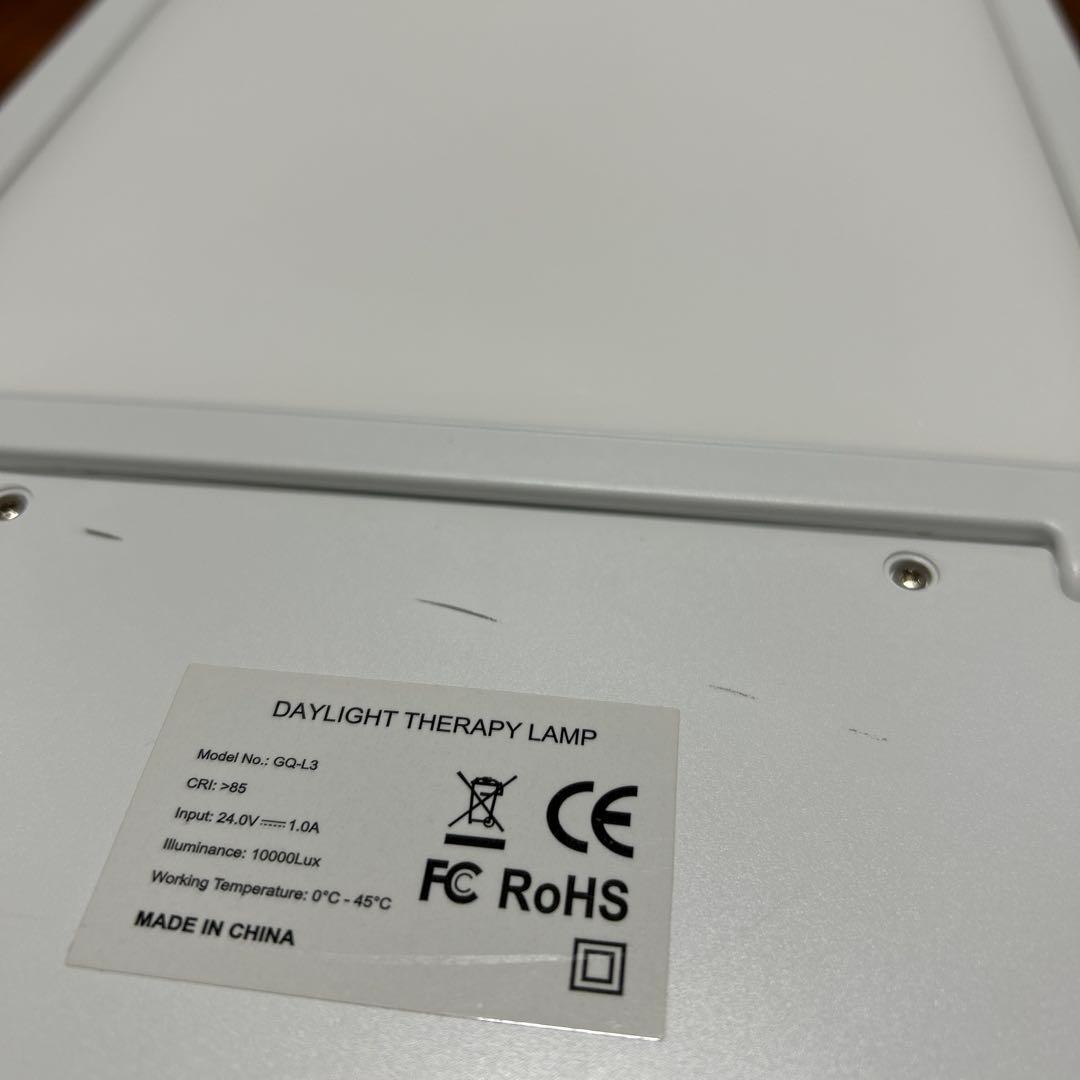 DAYLIGHT THERAPY LAMP
Model No.: GQ-L3
CRI: >85
Input: 24.0V⎓1.0A
Illuminance: 10000Lux
Working Temperature: 0°C - 45°C
MADE IN CHINA
CE
FC RoHS